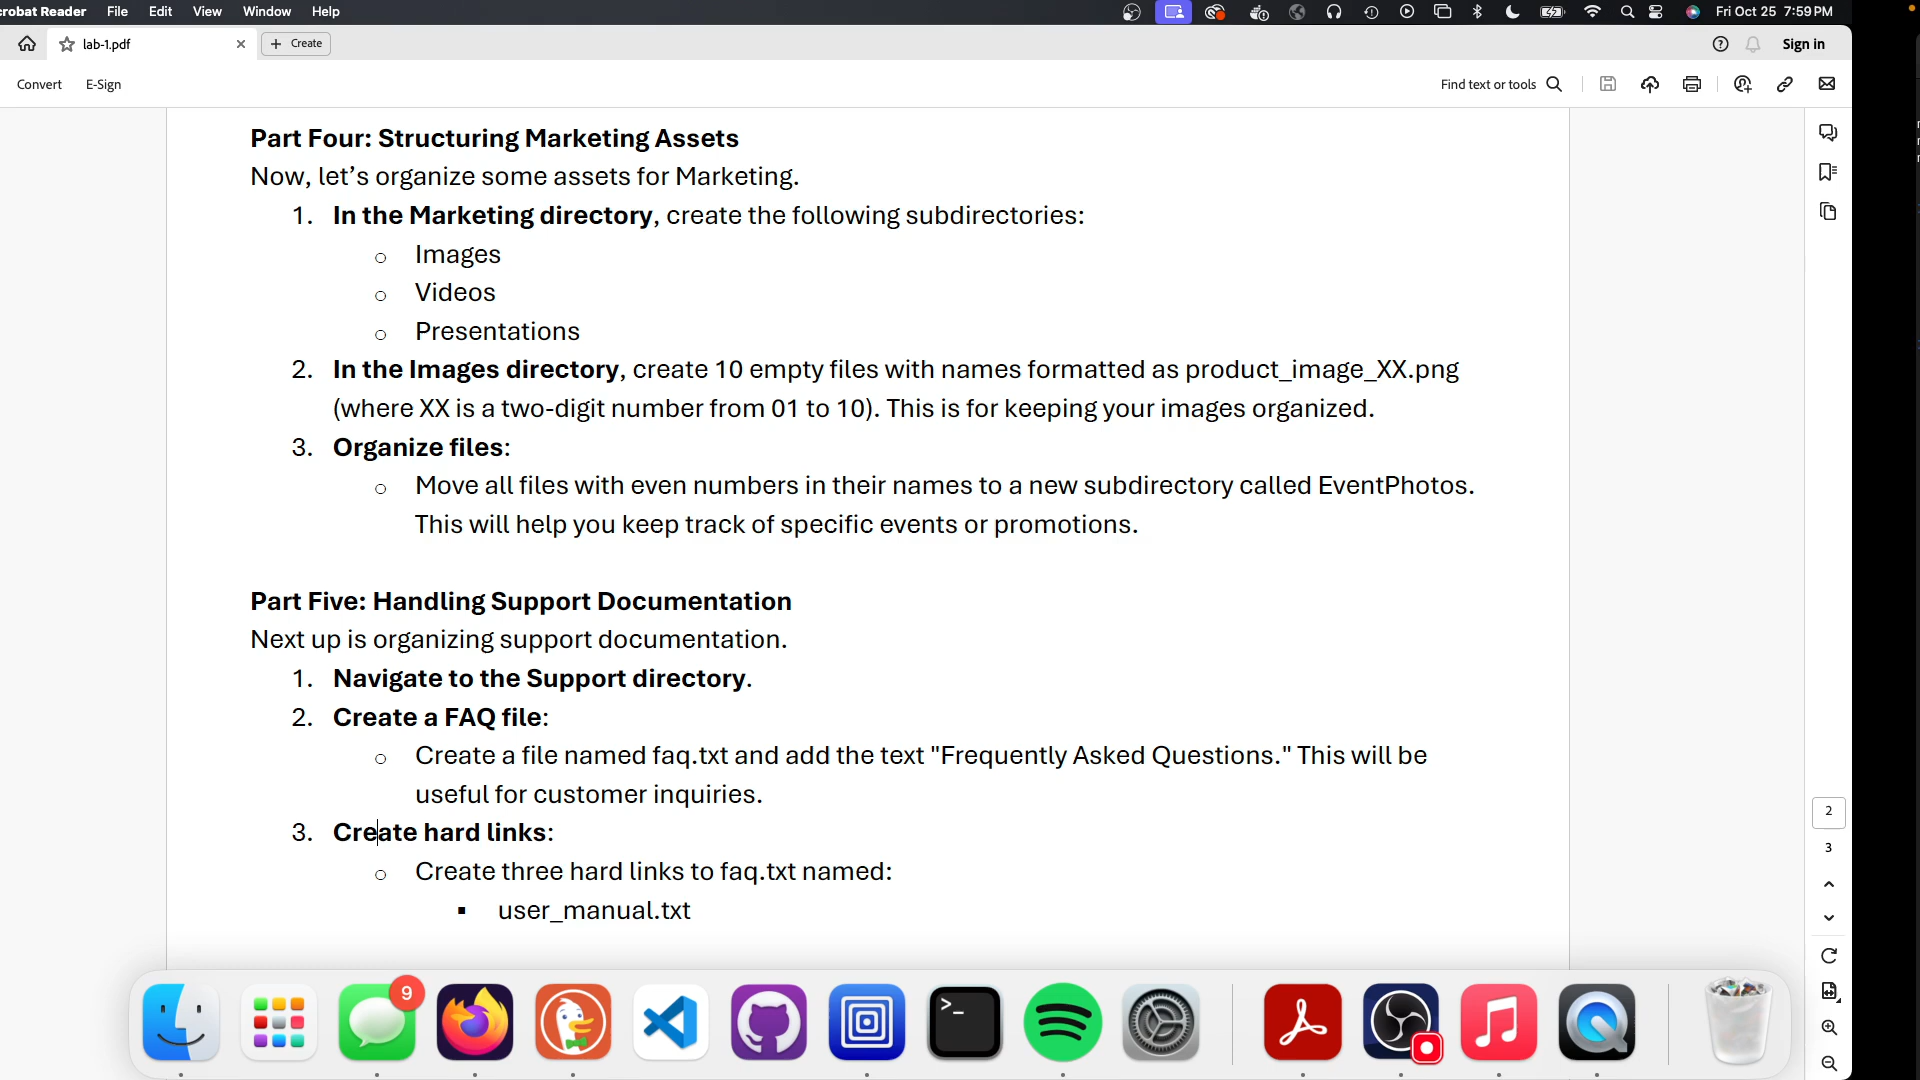 crobat Reader File Edit View Window Help Fri Oct 25 7:59 PM
lab-1.pdf + Create Sign in
Convert E-Sign Find text or tools
Part Four: Structuring Marketing Assets
Now, let’s organize some assets for Marketing.
1. In the Marketing directory, create the following subdirectories:
o Images
o Videos
o Presentations
2. In the Images directory, create 10 empty files with names formatted as product_image_XX.png
(where XX is a two-digit number from 01 to 10). This is for keeping your images organized.
3. Organize files:
o Move all files with even numbers in their names to a new subdirectory called EventPhotos.
This will help you keep track of specific events or promotions.
Part Five: Handling Support Documentation
Next up is organizing support documentation.
1. Navigate to the Support directory.
2. Create a FAQ file:
o Create a file named faq.txt and add the text "Frequently Asked Questions." This will be
useful for customer inquiries.
2
3. Create hard links:
3
o Create three hard links to faq.txt named:
▪ user_manual.txt
9
>_